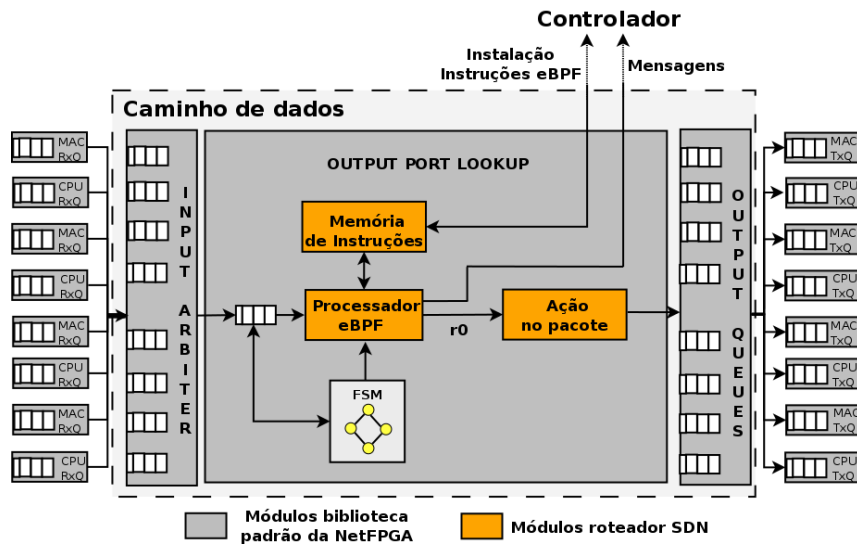 Controlador
Instalação
Instruções eBPF
Mensagens
Caminho de dados
MAC
RxQ
CPU
RxQ
MAC
RxQ
CPU
RxQ
MAC
RxQ
CPU
RxQ
MAC
RxQ
CPU
RxQ
INPUT ARBITER
OUTPUT PORT LOOKUP
Memória
de Instruções
Processador
eBPF
r0
Ação
no pacote
FSM
OUTPUT QUEUES
MAC
TxQ
CPU
TxQ
MAC
TxQ
CPU
TxQ
MAC
TxQ
CPU
TxQ
MAC
TxQ
CPU
TxQ
Módulos biblioteca
padrão da NetFPGA
Módulos roteador SDN